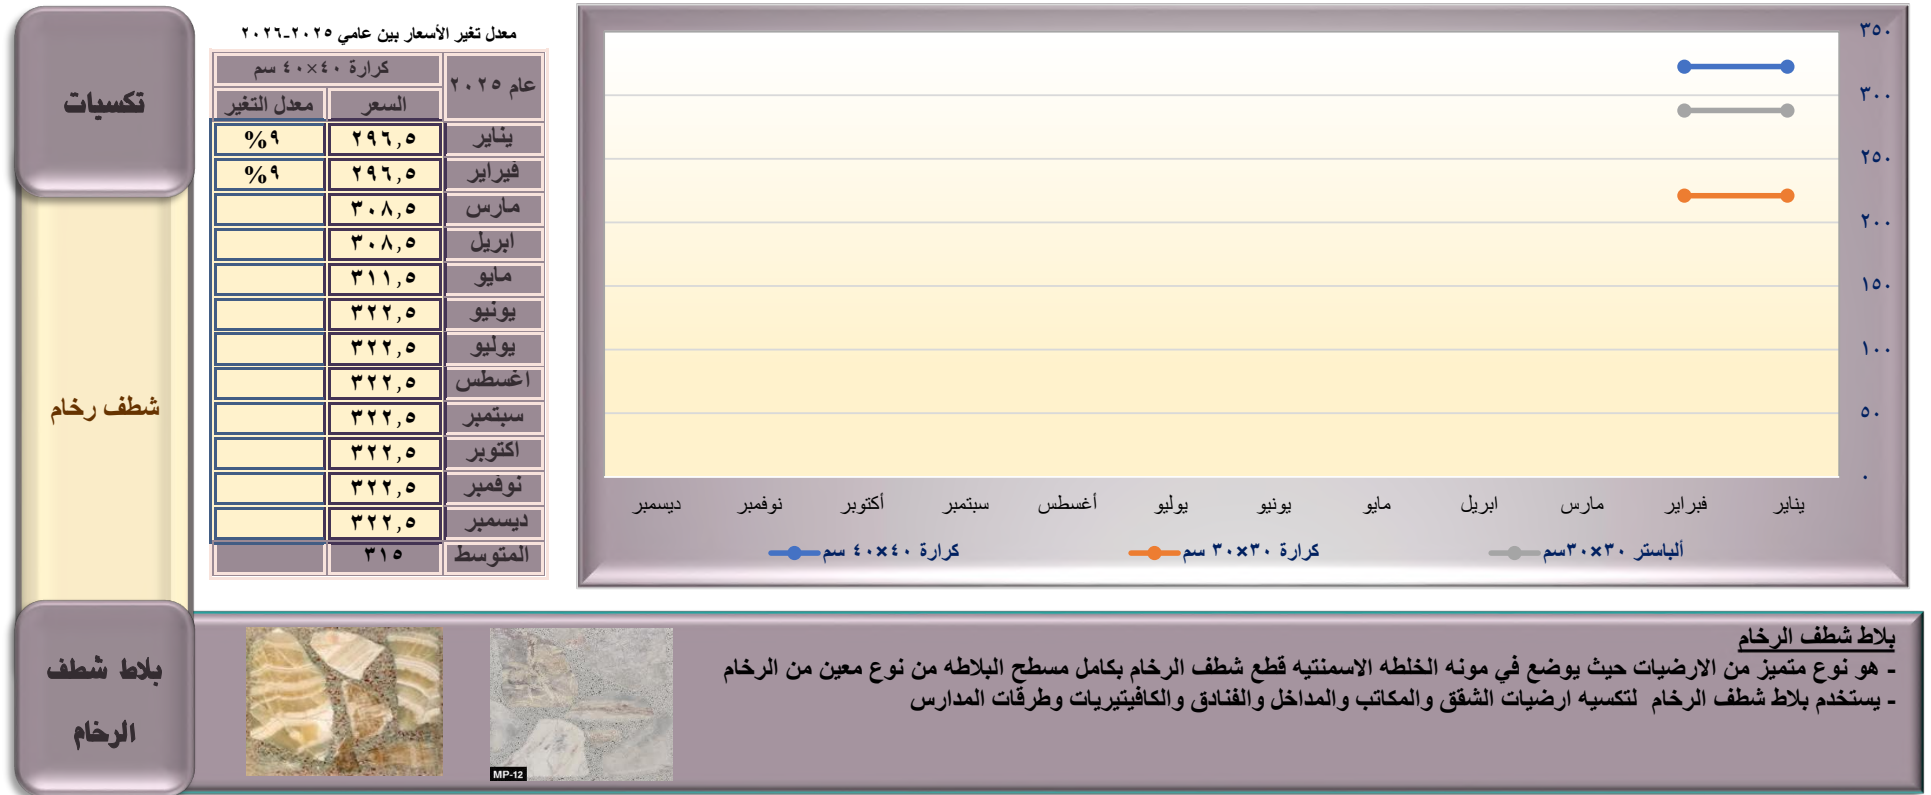 ٣٥٠
٣٠٠
٢٥٠
٢٠٠
١٥٠
١٠٠
٥٠
٠
يناير فبراير مارس ابريل مايو يونيو يوليو أغسطس سبتمبر أكتوبر نوفمبر ديسمبر
ألباستر ٣٠×٣٠سم كرارة ٣٠×٣٠ سم كرارة ٤٠×٤٠ سم
معدل تغير الأسعار بين عامي ٢٠٢٥-٢٠٢٦
عام ٢٠٢٥ كرارة ٤٠×٤٠ سم
السعر معدل التغير
يناير ٢٩٦,٥ ٩%
فيراير ٢٩٦,٥ ٩%
مارس ٣٠٨,٥
ابريل ٣٠٨,٥
مايو ٣١١,٥
يونيو ٣٢٢,٥
يوليو ٣٢٢,٥
اغسطس ٣٢٢,٥
سبتمبر ٣٢٢,٥
اكتوبر ٣٢٢,٥
نوفمبر ٣٢٢,٥
ديسمبر ٣٢٢,٥
المتوسط ٣١٥
تكسيات
شطف رخام
بلاط شطف
الرخام
بلاط شطف الرخام
- هو نوع متميز من الارضيات حيث يوضع في مونه الخلطه الاسمنتيه قطع شطف الرخام بكامل مسطح البلاطه من نوع معين من الرخام
- يستخدم بلاط شطف الرخام لتكسيه ارضيات الشقق والمكاتب والمداخل والفنادق والكافيتيريات وطرقات المدارس
MP-12